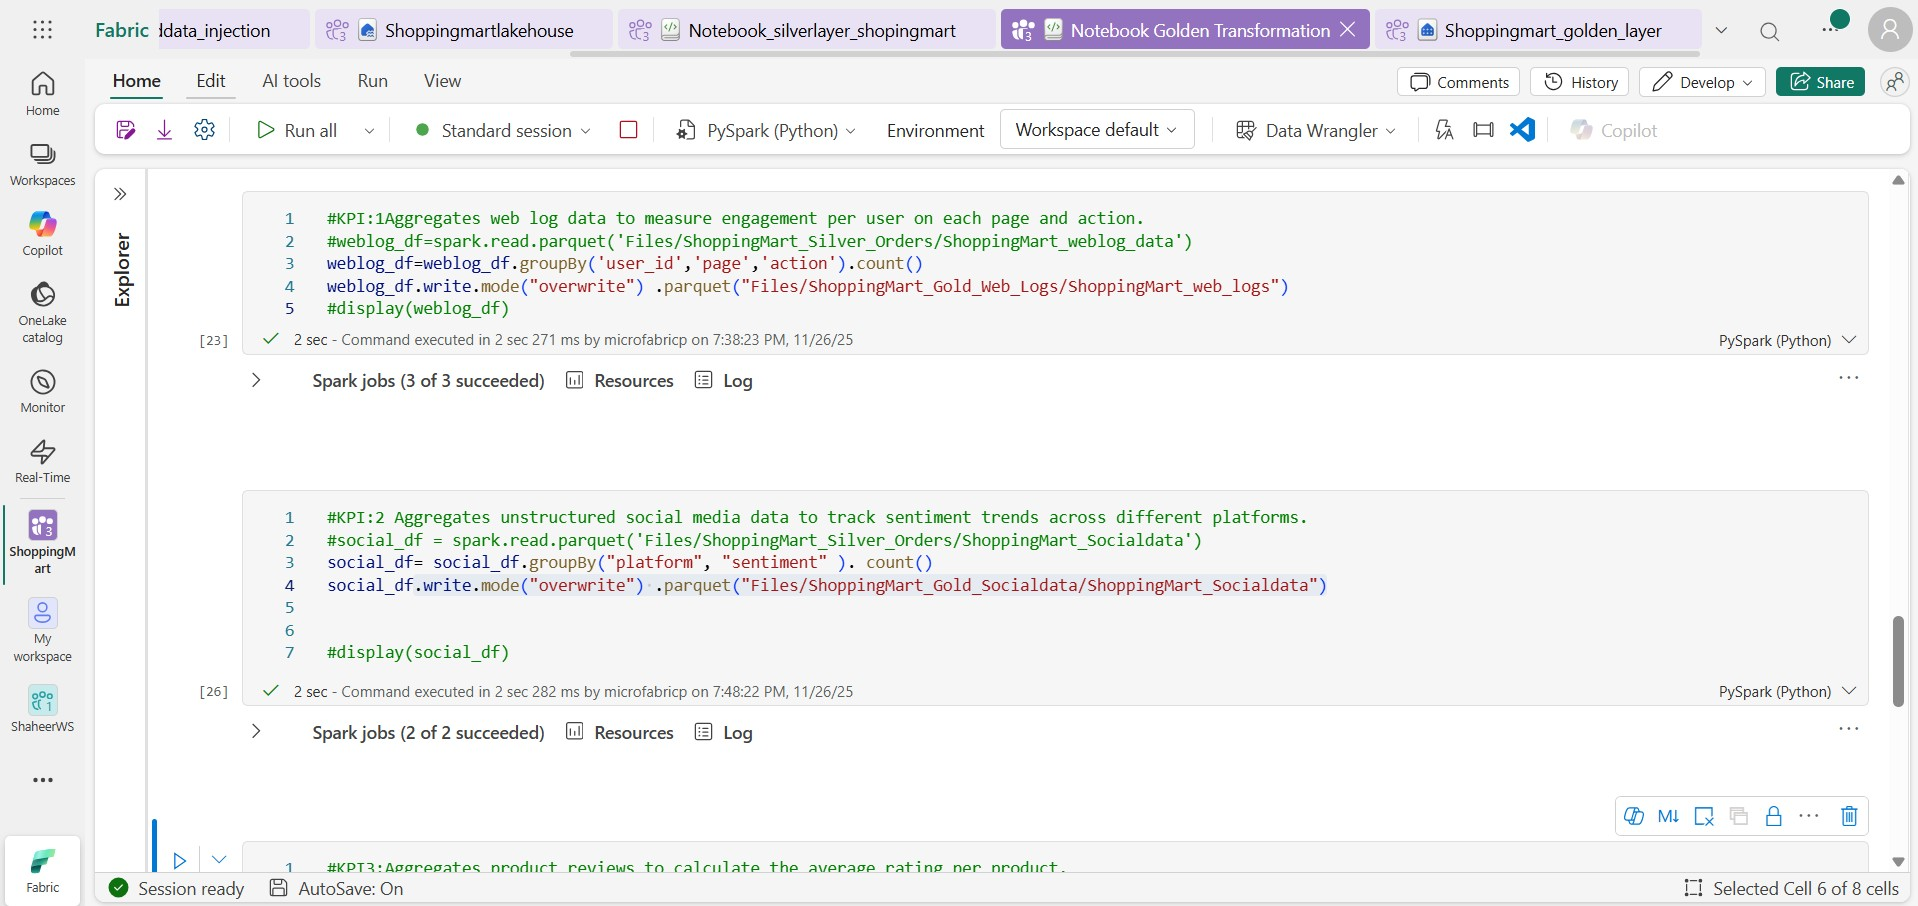 Fabric
ddata_injection
Shoppingmartlakehouse
Notebook_silverlayer_shopingmart
Notebook Golden Transformation
Shoppingmart_golden_layer
Home
Edit
AI tools
Run
View
Comments
History
Develop
Share
Run all
Standard session
PySpark (Python)
Environment
Workspace default
Data Wrangler
Copilot
Home
Workspaces
Copilot
OneLake
catalog
Monitor
Real-Time
ShoppingM
art
My
workspace
ShaheerWS
Fabric
Explorer
1 #KPI:1Aggregates web log data to measure engagement per user on each page and action.
2 #weblog_df=spark.read.parquet('Files/ShoppingMart_Silver_Orders/ShoppingMart_weblog_data')
3 weblog_df=weblog_df.groupBy('user_id','page','action').count()
4 weblog_df.write.mode("overwrite") .parquet("Files/ShoppingMart_Gold_Web_Logs/ShoppingMart_web_logs")
5 #display(weblog_df)
[23] 2 sec - Command executed in 2 sec 271 ms by microfabricp on 7:38:23 PM, 11/26/25 PySpark (Python)
Spark jobs (3 of 3 succeeded) Resources Log
1 #KPI:2 Aggregates unstructured social media data to track sentiment trends across different platforms.
2 #social_df = spark.read.parquet('Files/ShoppingMart_Silver_Orders/ShoppingMart_Socialdata')
3 social_df= social_df.groupBy("platform", "sentiment" ). count()
4 social_df.write.mode("overwrite") .parquet("Files/ShoppingMart_Gold_Socialdata/ShoppingMart_Socialdata")
5
6
7 #display(social_df)
[26] 2 sec - Command executed in 2 sec 282 ms by microfabricp on 7:48:22 PM, 11/26/25 PySpark (Python)
Spark jobs (2 of 2 succeeded) Resources Log
M↓
1 #KPI3:Aggregates product reviews to calculate the average rating per product.
Session ready AutoSave: On Selected Cell 6 of 8 cells